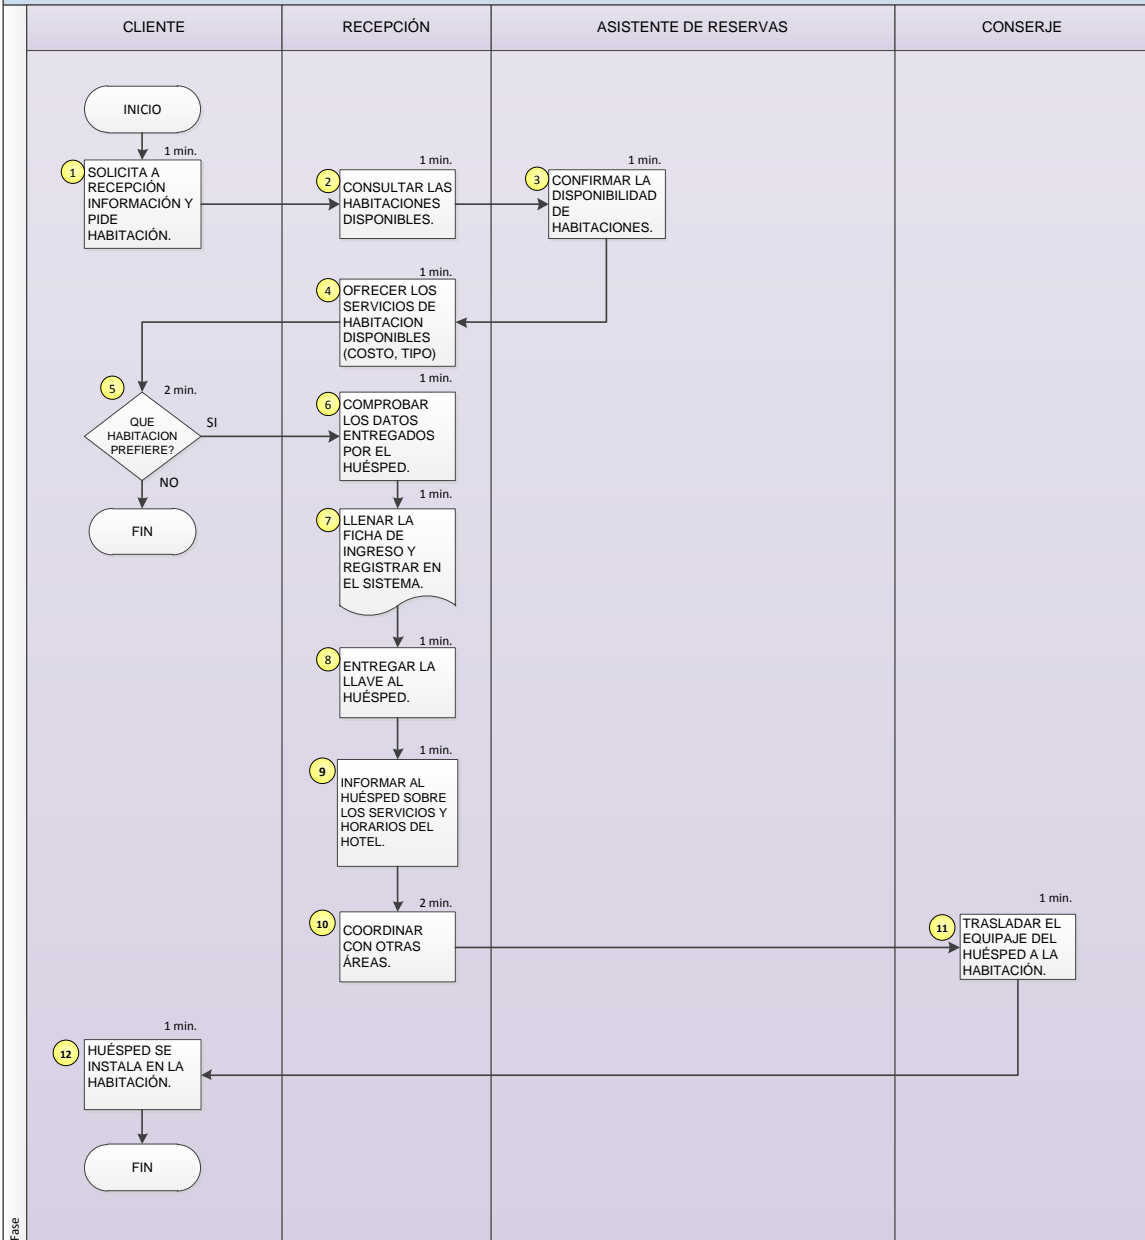 CLIENTE
RECEPCIÓN
ASISTENTE DE RESERVAS
CONSERJE
INICIO
1 min.
1
SOLICITA A
RECEPCIÓN
INFORMACIÓN Y
PIDE
HABITACIÓN.
1 min.
2
CONSULTAR LAS
HABITACIONES
DISPONIBLES.
1 min.
3
CONFIRMAR LA
DISPONIBILIDAD
DE
HABITACIONES.
1 min.
4
OFRECER LOS
SERVICIOS DE
HABITACION
DISPONIBLES
(COSTO, TIPO)
5
2 min.
QUE
HABITACION
PREFIERE?
SI
NO
FIN
1 min.
6
COMPROBAR
LOS DATOS
ENTREGADOS
POR EL
HUÉSPED.
1 min.
7
LLENAR LA
FICHA DE
INGRESO Y
REGISTRAR EN
EL SISTEMA.
1 min.
8
ENTREGAR LA
LLAVE AL
HUÉSPED.
1 min.
9
INFORMAR AL
HUÉSPED SOBRE
LOS SERVICIOS Y
HORARIOS DEL
HOTEL.
2 min.
10
COORDINAR
CON OTRAS
ÁREAS.
1 min.
11
TRASLADAR EL
EQUIPAJE DEL
HUÉSPED A LA
HABITACIÓN.
1 min.
12
HUÉSPED SE
INSTALA EN LA
HABITACIÓN.
FIN
Fase